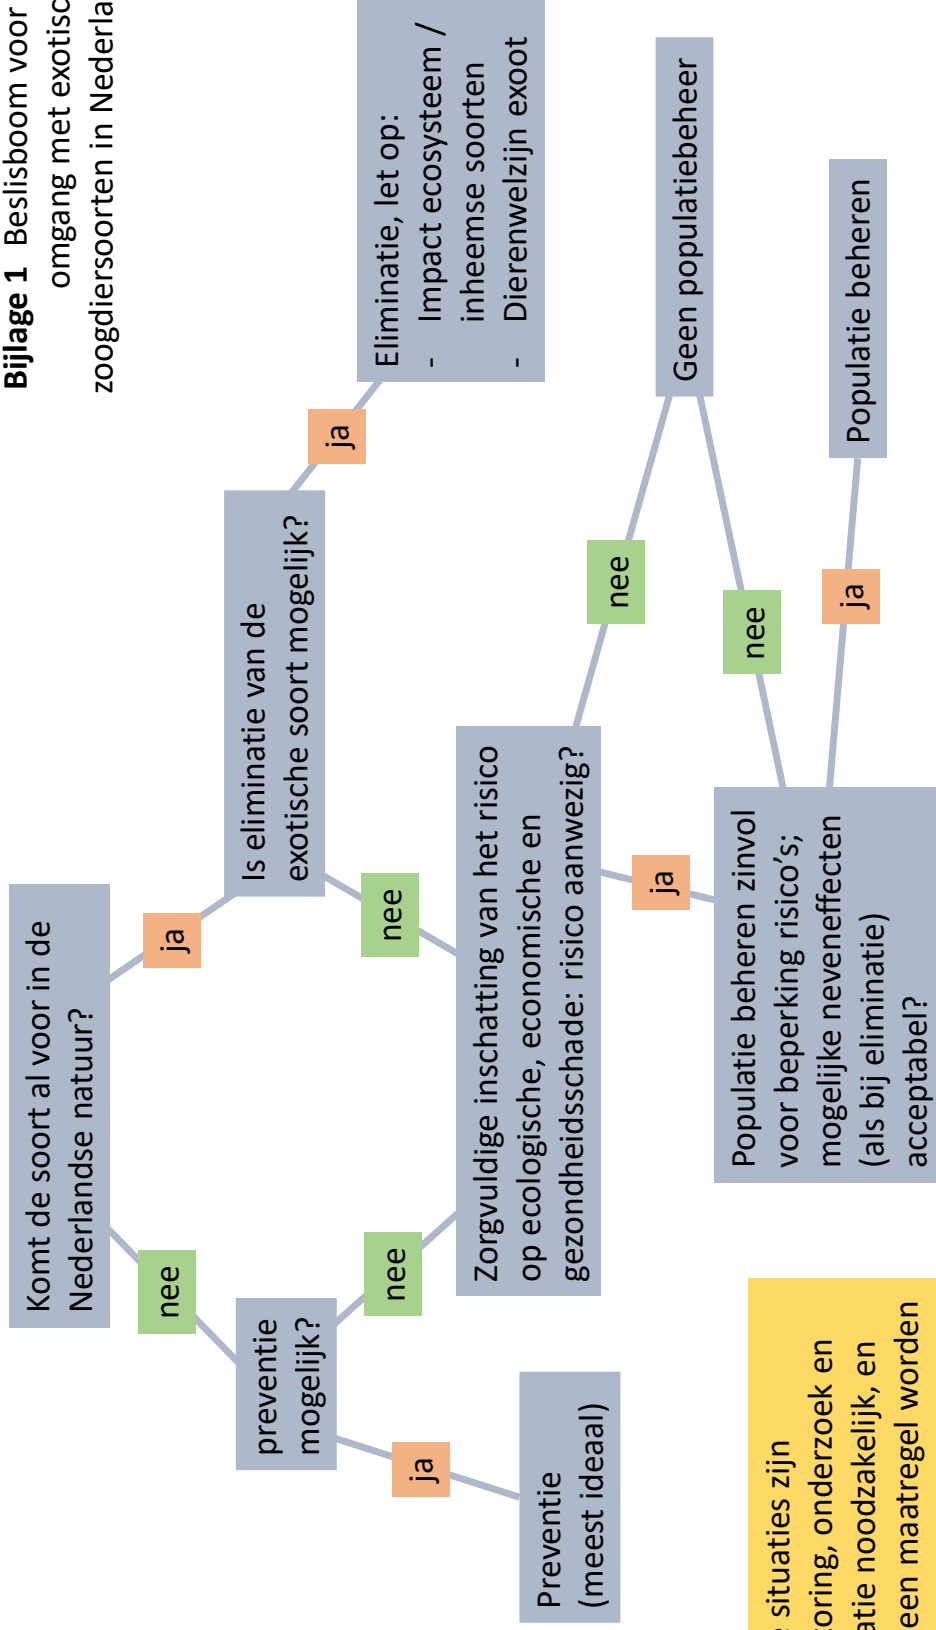 Bijlage 1 Beslisboom voor
omgang met
zoogdiersoorten in
Komt de soort al voor in de
Nederlandse natuur?
nee
ja
preventie
mogelijk?
Is eliminatie van de
exotische soort mogelijk?
ja
nee
nee
ja
Preventie
(meest ideaal)
Zorgvuldige inschatting van het risico
op ecologische, economische en
gezondheidsschade: risico aanwezig?
Eliminatie, let op:
- Impact ecosysteem /
inheemse soorten
- Dierenwelzijn exoot
ja
nee
Geen populatiebeheer
Populatie beheren zinvol
voor beperking risico's;
mogelijke neveneffecten
(als bij eliminatie)
acceptabel?
nee
ja
Populatie beheren
situaties zijn
onderzoek en
noodzakelijk, en
een maatregel worden